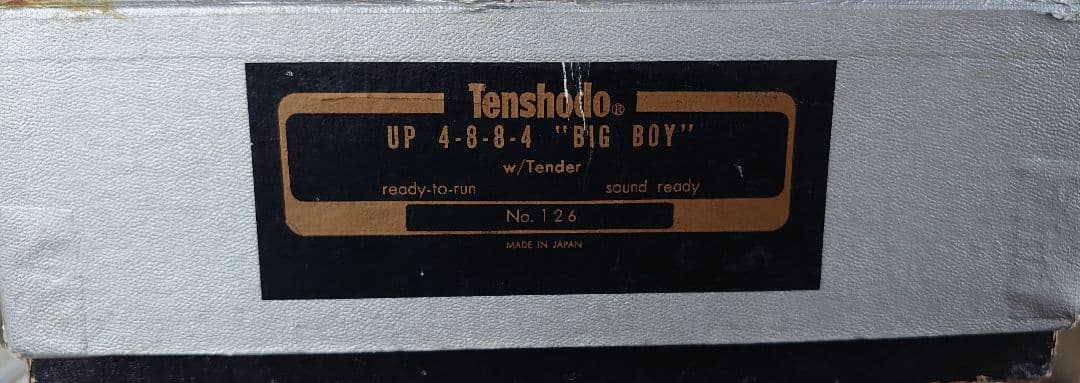 Tenshodo®
UP 4-8-8-4 "BIG BOY"
w/Tender
ready-to-run sound ready
No. 126
MADE IN JAPAN